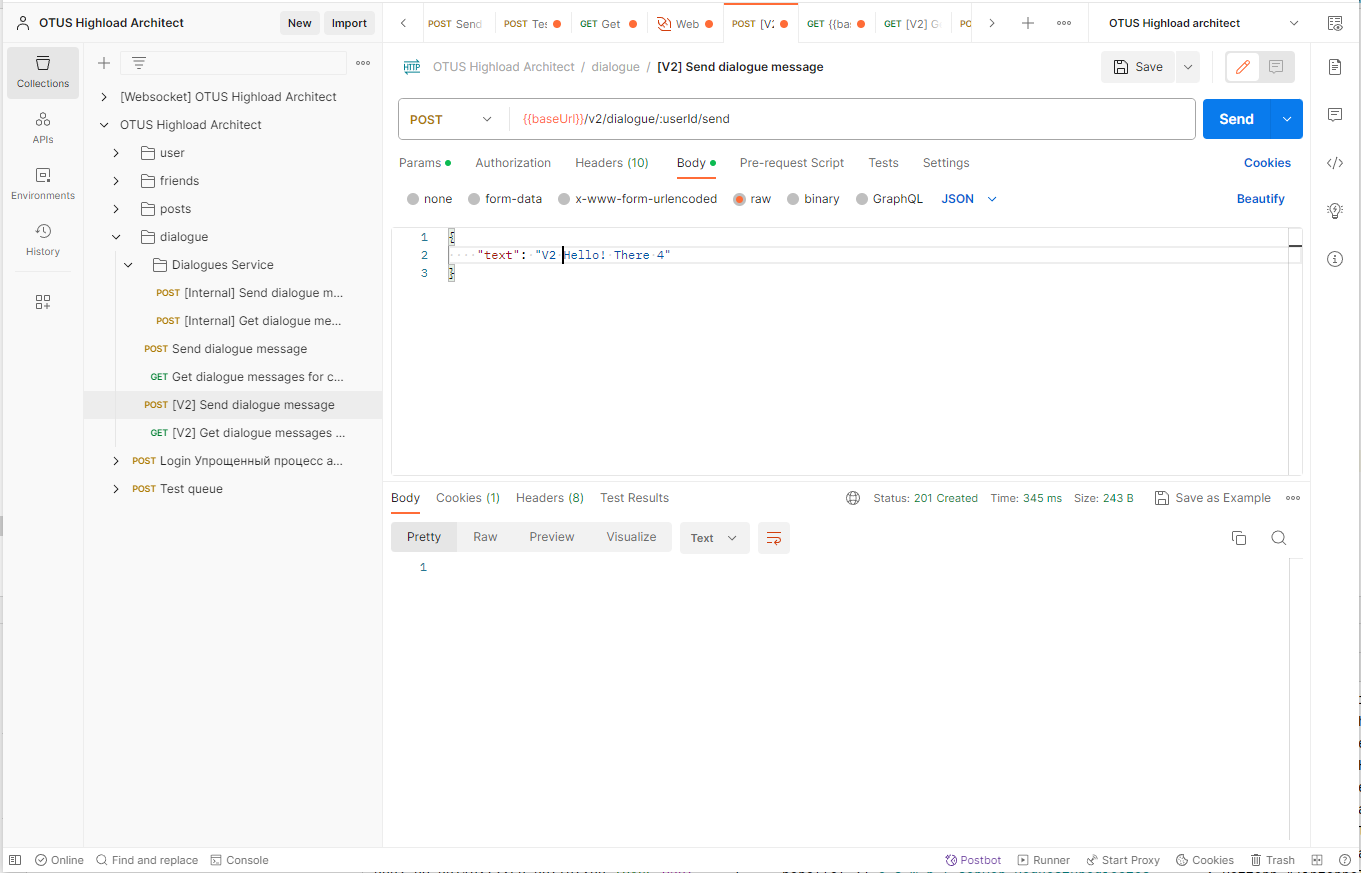 OTUS Highload Architect
New
Import
POST Send
POST Tes
GET Get
Web
POST [V2
GET {{ba
GET [V2] G
PO
OTUS Highload architect
Collections
APIs
Environments
History
[Websocket] OTUS Highload Architect
OTUS Highload Architect
user
friends
posts
dialogue
Dialogues Service
POST [Internal] Send dialogue m...
POST [Internal] Get dialogue me...
POST Send dialogue message
GET Get dialogue messages for c...
POST [V2] Send dialogue message
GET [V2] Get dialogue messages ...
POST Login Упрощенный процесс а...
POST Test queue
HTTP OTUS Highload Architect / dialogue / [V2] Send dialogue message
Save
POST
{{baseUrl}}/v2/dialogue/:userId/send
Send
Params
Authorization
Headers (10)
Body
Pre-request Script
Tests
Settings
Cookies
none
form-data
x-www-form-urlencoded
raw
binary
GraphQL
JSON
Beautify
1 {
2 "text": "V2 Hello! There 4"
3 }
Body
Cookies (1)
Headers (8)
Test Results
Status: 201 Created Time: 345 ms Size: 243 B
Save as Example
Pretty
Raw
Preview
Visualize
Text
1
Online
Find and replace
Console
Postbot
Runner
Start Proxy
Cookies
Trash